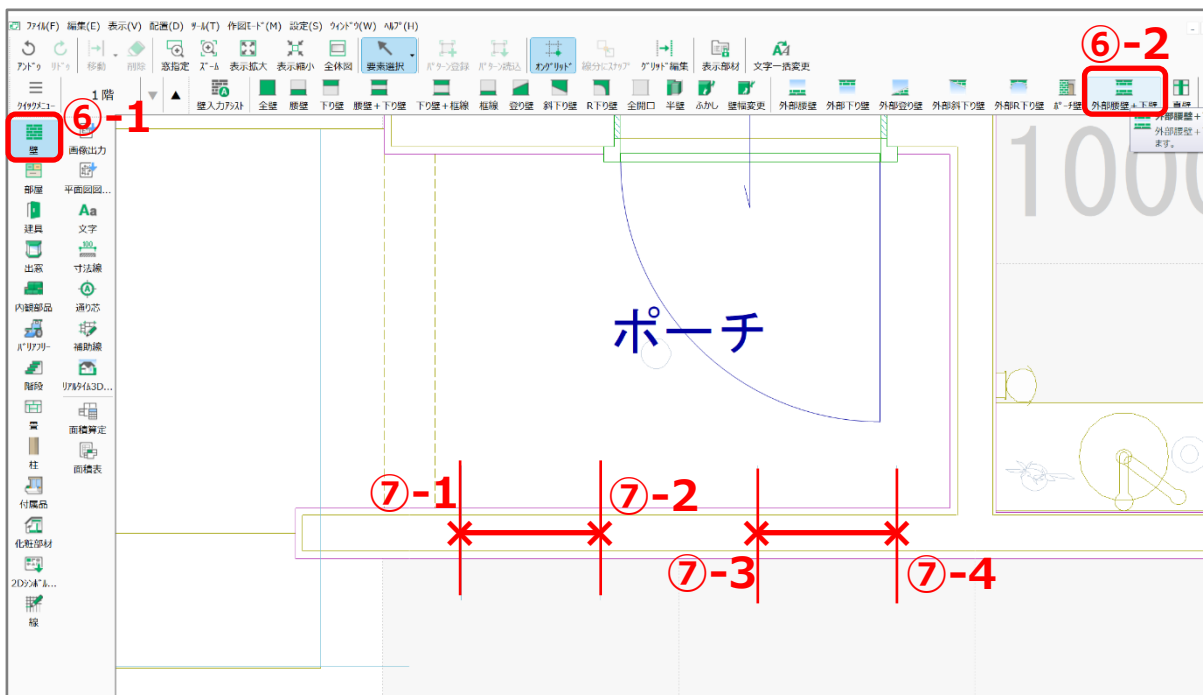 ファイル(F) 編集(E) 表示(V) 配置(D) ツール(T) 作図モード(M) 設定(S) ウィンドウ(W) ヘルプ(H)
アンドゥ リドゥ 移動 削除 窓指定 ズーム 表示拡大 表示縮小 全体図 要素選択 パターン登録 パターン読込 オングリッド 線分にスナップ グリッド編集 表示部材 文字一括変更
⑥-2
クイックメニュー 1 階 ▼ ▲ 壁入力アシスト 全壁 腰壁 下り壁 腰壁+下り壁 下り壁+框線 框線 登り壁 斜下り壁 R下り壁 全開口 半壁 ふかし 壁幅変更 外部腰壁 外部下り壁 外部登り壁 外部斜下り壁 外部R下り壁 ポーチ壁 外部腰壁+下壁
⑥-1
外部腰壁+
外部腰壁+
ます。
壁 画像出力
部屋 平面図図...
建具 文字
出窓 寸法線
内観部品 通り芯
バリアフリー 補助線
階段 リアルタイム3D...
畳 面積算定
柱 面積表
付属品
化粧部材
2Dシンボル...
線
1000
ポーチ
⑦-1 ⑦-2
⑦-3 ⑦-4